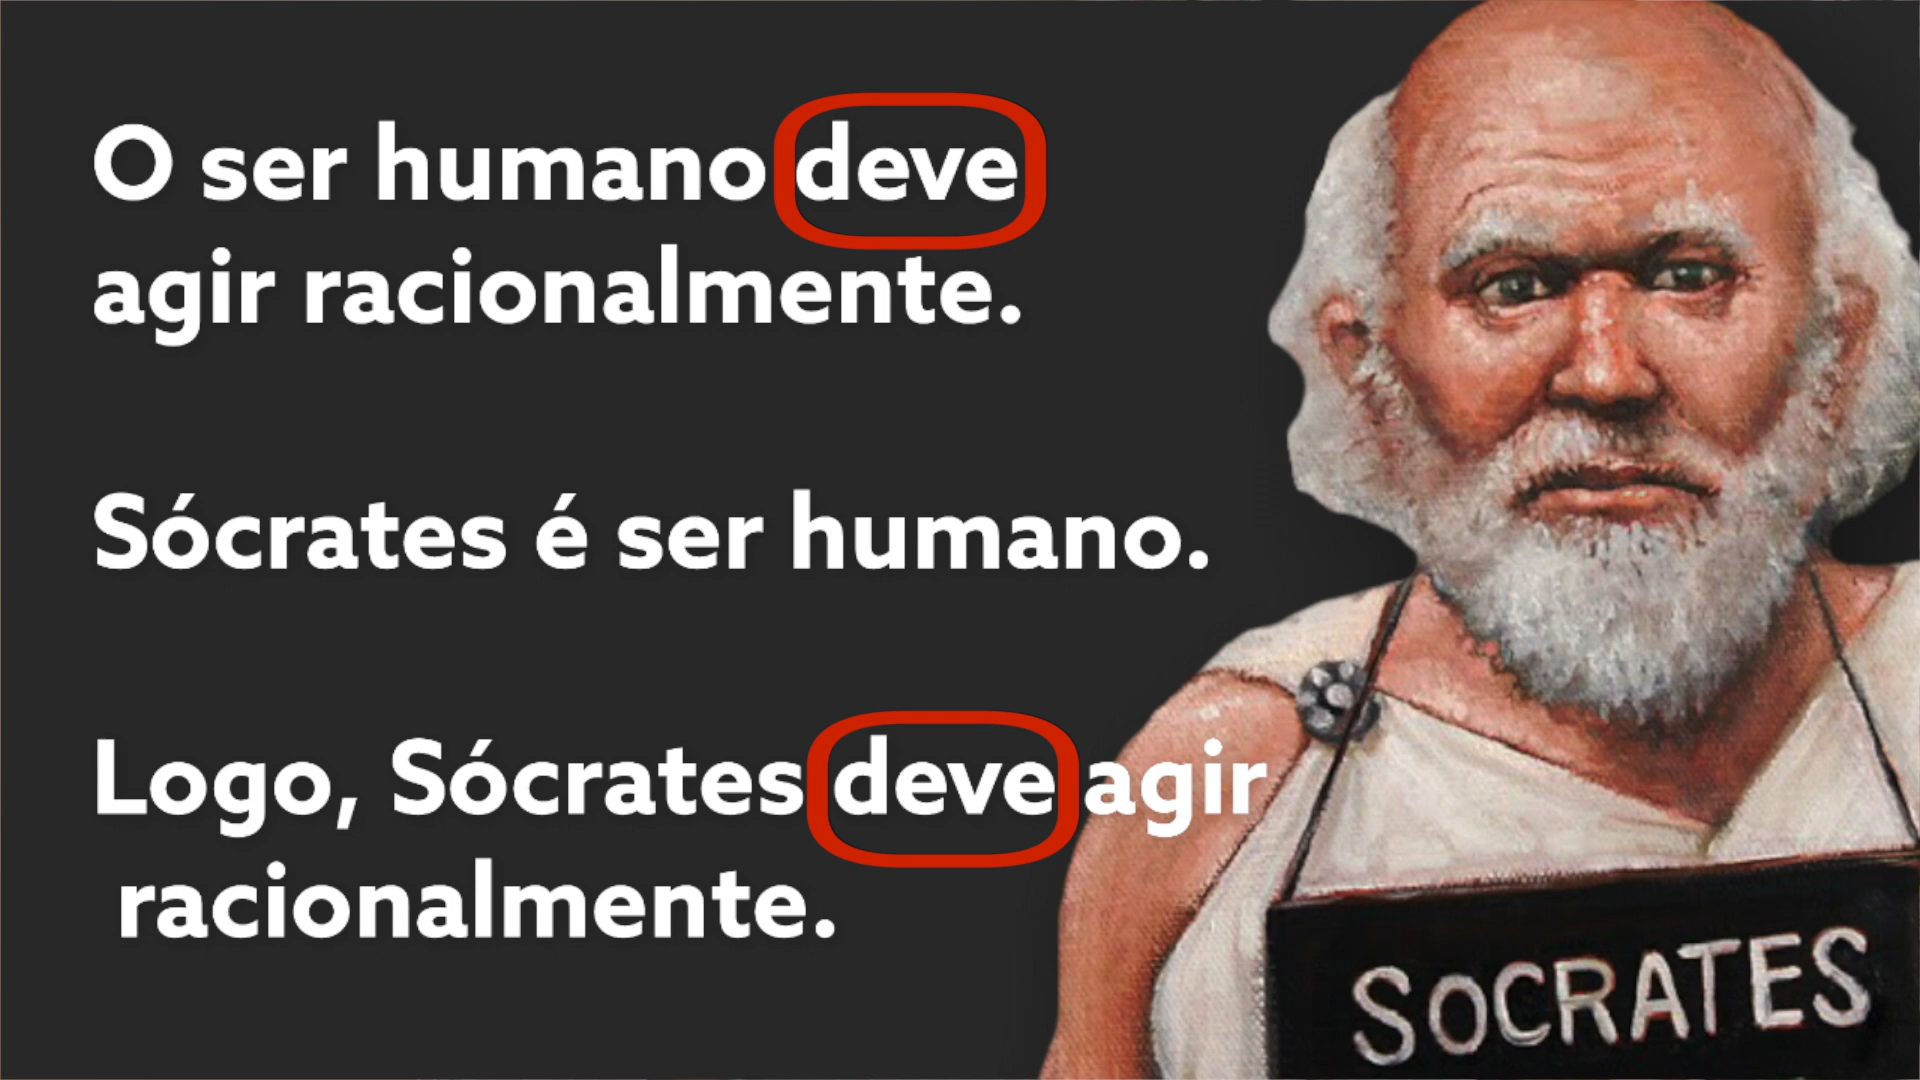 O ser humano deve
agir racionalmente.
Sócrates é ser humano.
Logo, Sócrates deve agir
racionalmente.
SOCRATES